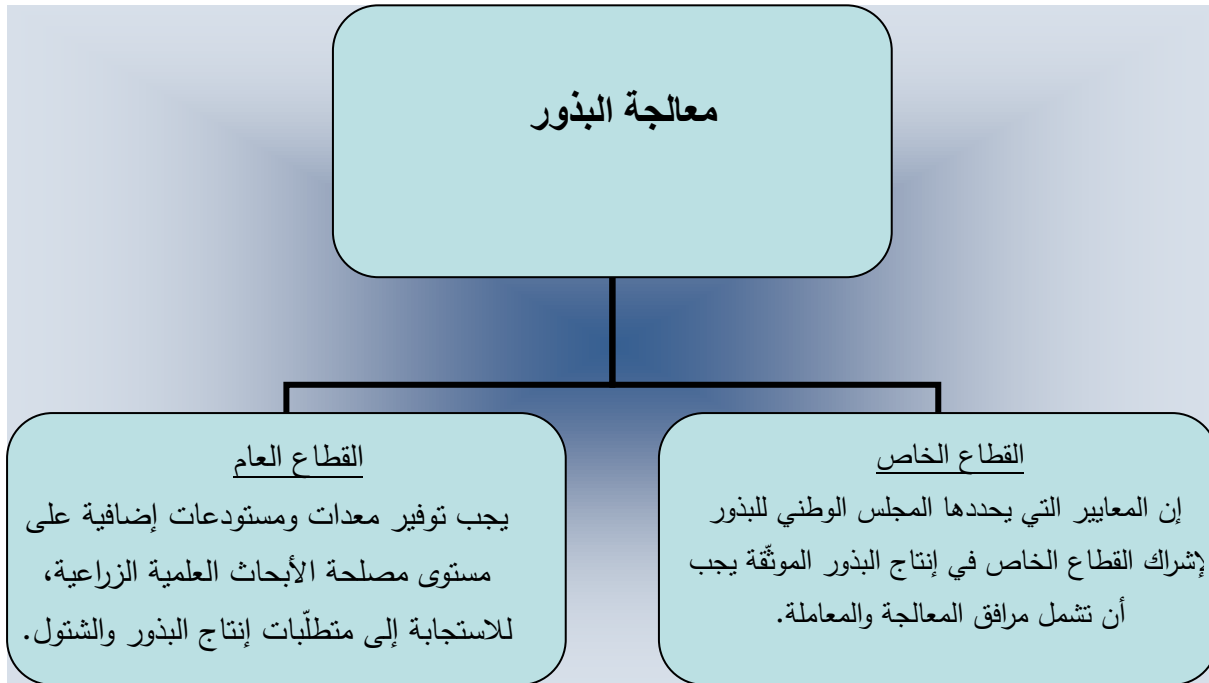 معالجة البذور
القطاع الخاص
إن المعايير التي يحددها المجلس الوطني للبذور
لإشراك القطاع الخاص في إنتاج البذور الموثّقة يجب
أن تشمل مرافق المعالجة والمعاملة.
القطاع العام
يجب توفير معدات ومستودعات إضافية على
مستوى مصلحة الأبحاث العلمية الزراعية،
للاستجابة إلى متطلّبات إنتاج البذور والشتول.